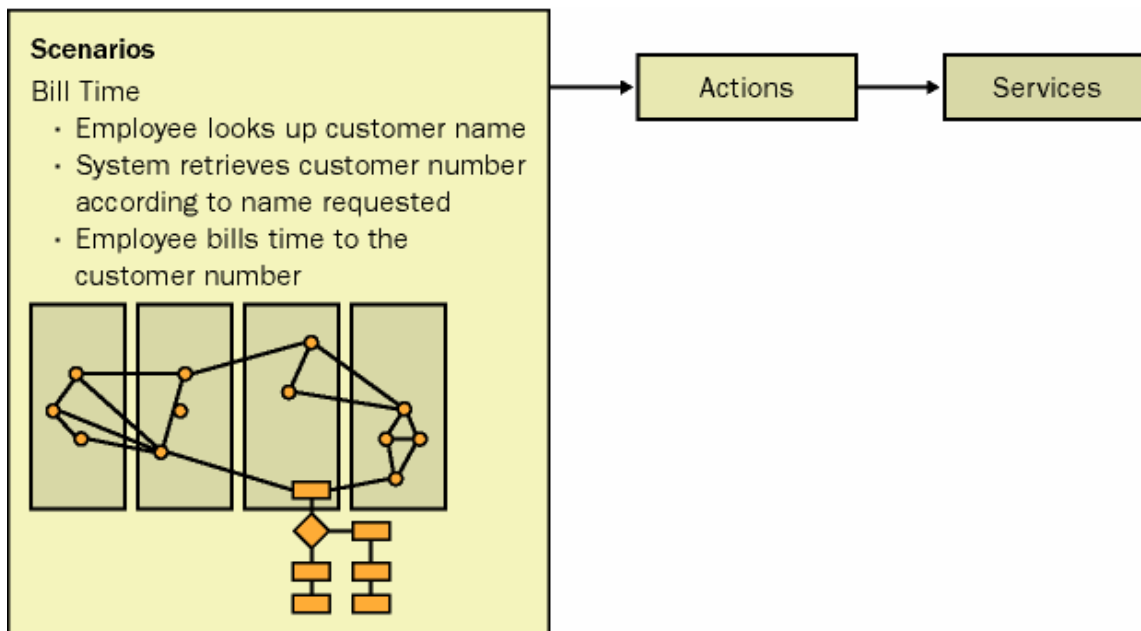 Scenarios
Bill Time
· Employee looks up customer name
· System retrieves customer number
according to name requested
· Employee bills time to the
customer number
Actions
Services